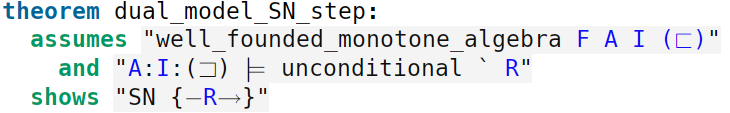 theorem dual_model_SN_step:
assumes "well_founded_monotone_algebra F A I (⊏)"
and "A:I:(⊐) ⊨ unconditional ` R"
shows "SN {−R→}"